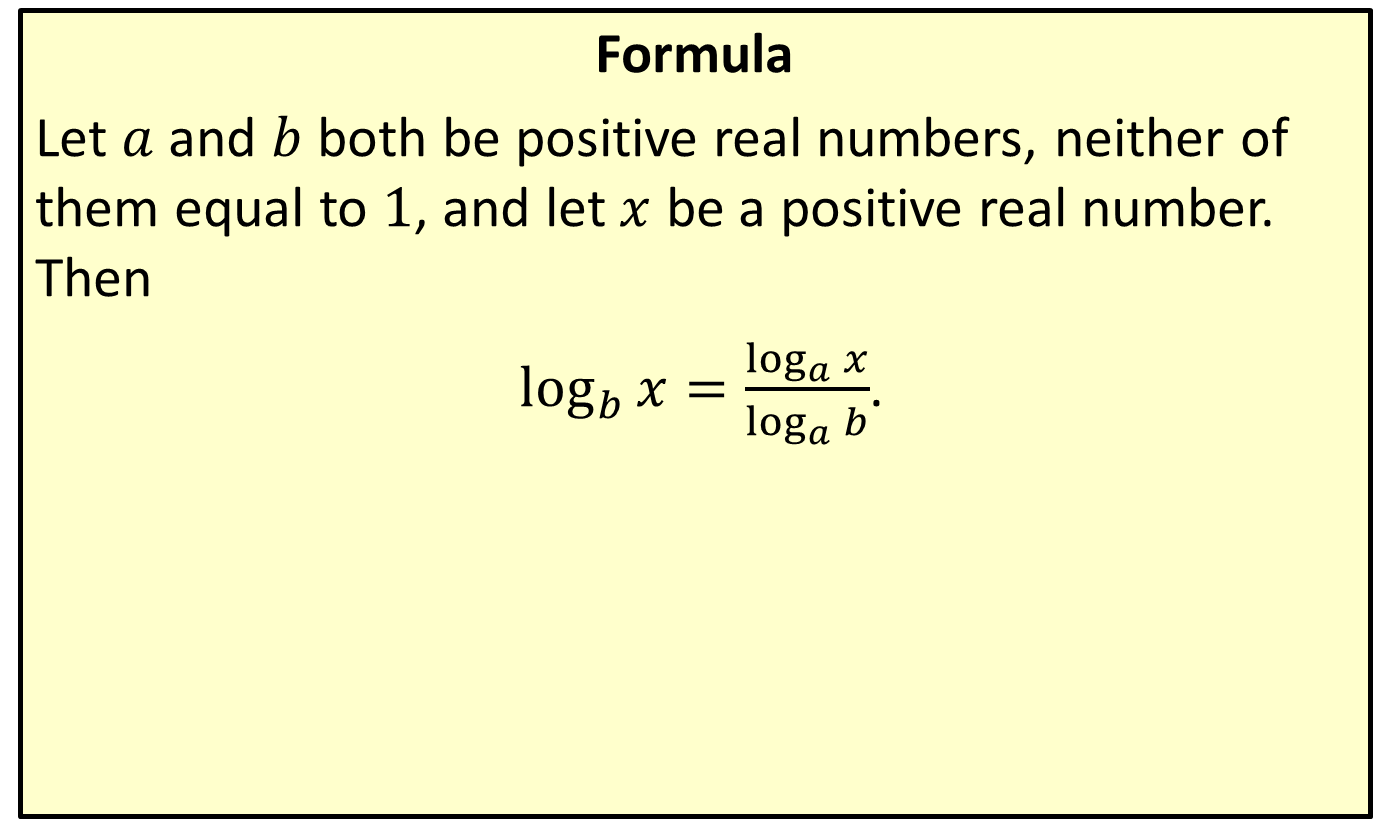 Formula
Let 𝑎 and 𝑏 both be positive real numbers, neither of
them equal to 1, and let 𝑥 be a positive real number.
Then
log_𝑏 𝑥 = \frac{log_𝑎 𝑥}{log_𝑎 𝑏}.